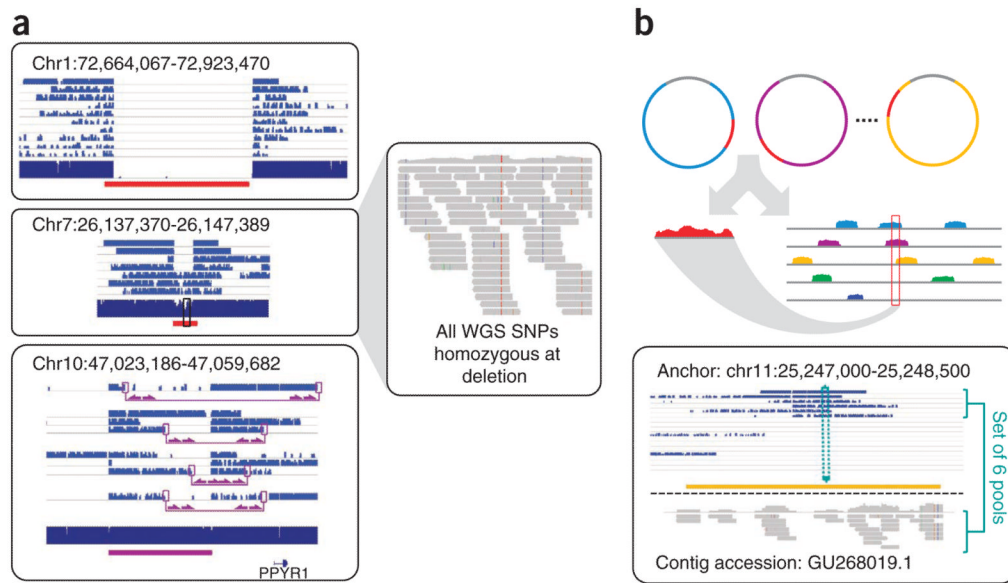 a
Chr1:72,664,067-72,923,470
Chr7:26,137,370-26,147,389
Chr10:47,023,186-47,059,682
PPYR1
All WGS SNPs
homozygous at
deletion
b
Anchor: chr11:25,247,000-25,248,500
Set of 6 pools
Contig accession: GU268019.1